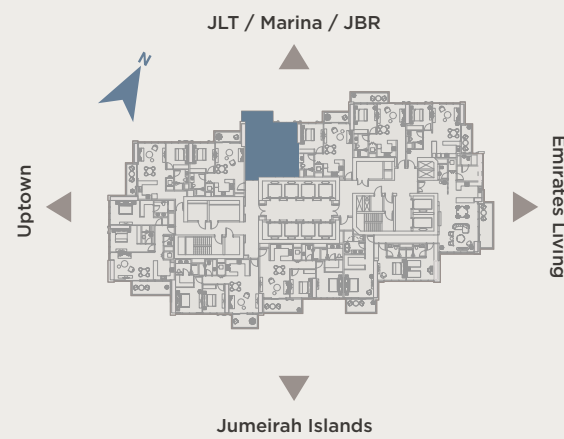 JLT / Marina / JBR
N
Uptown
Emirates Living
Jumeirah Islands